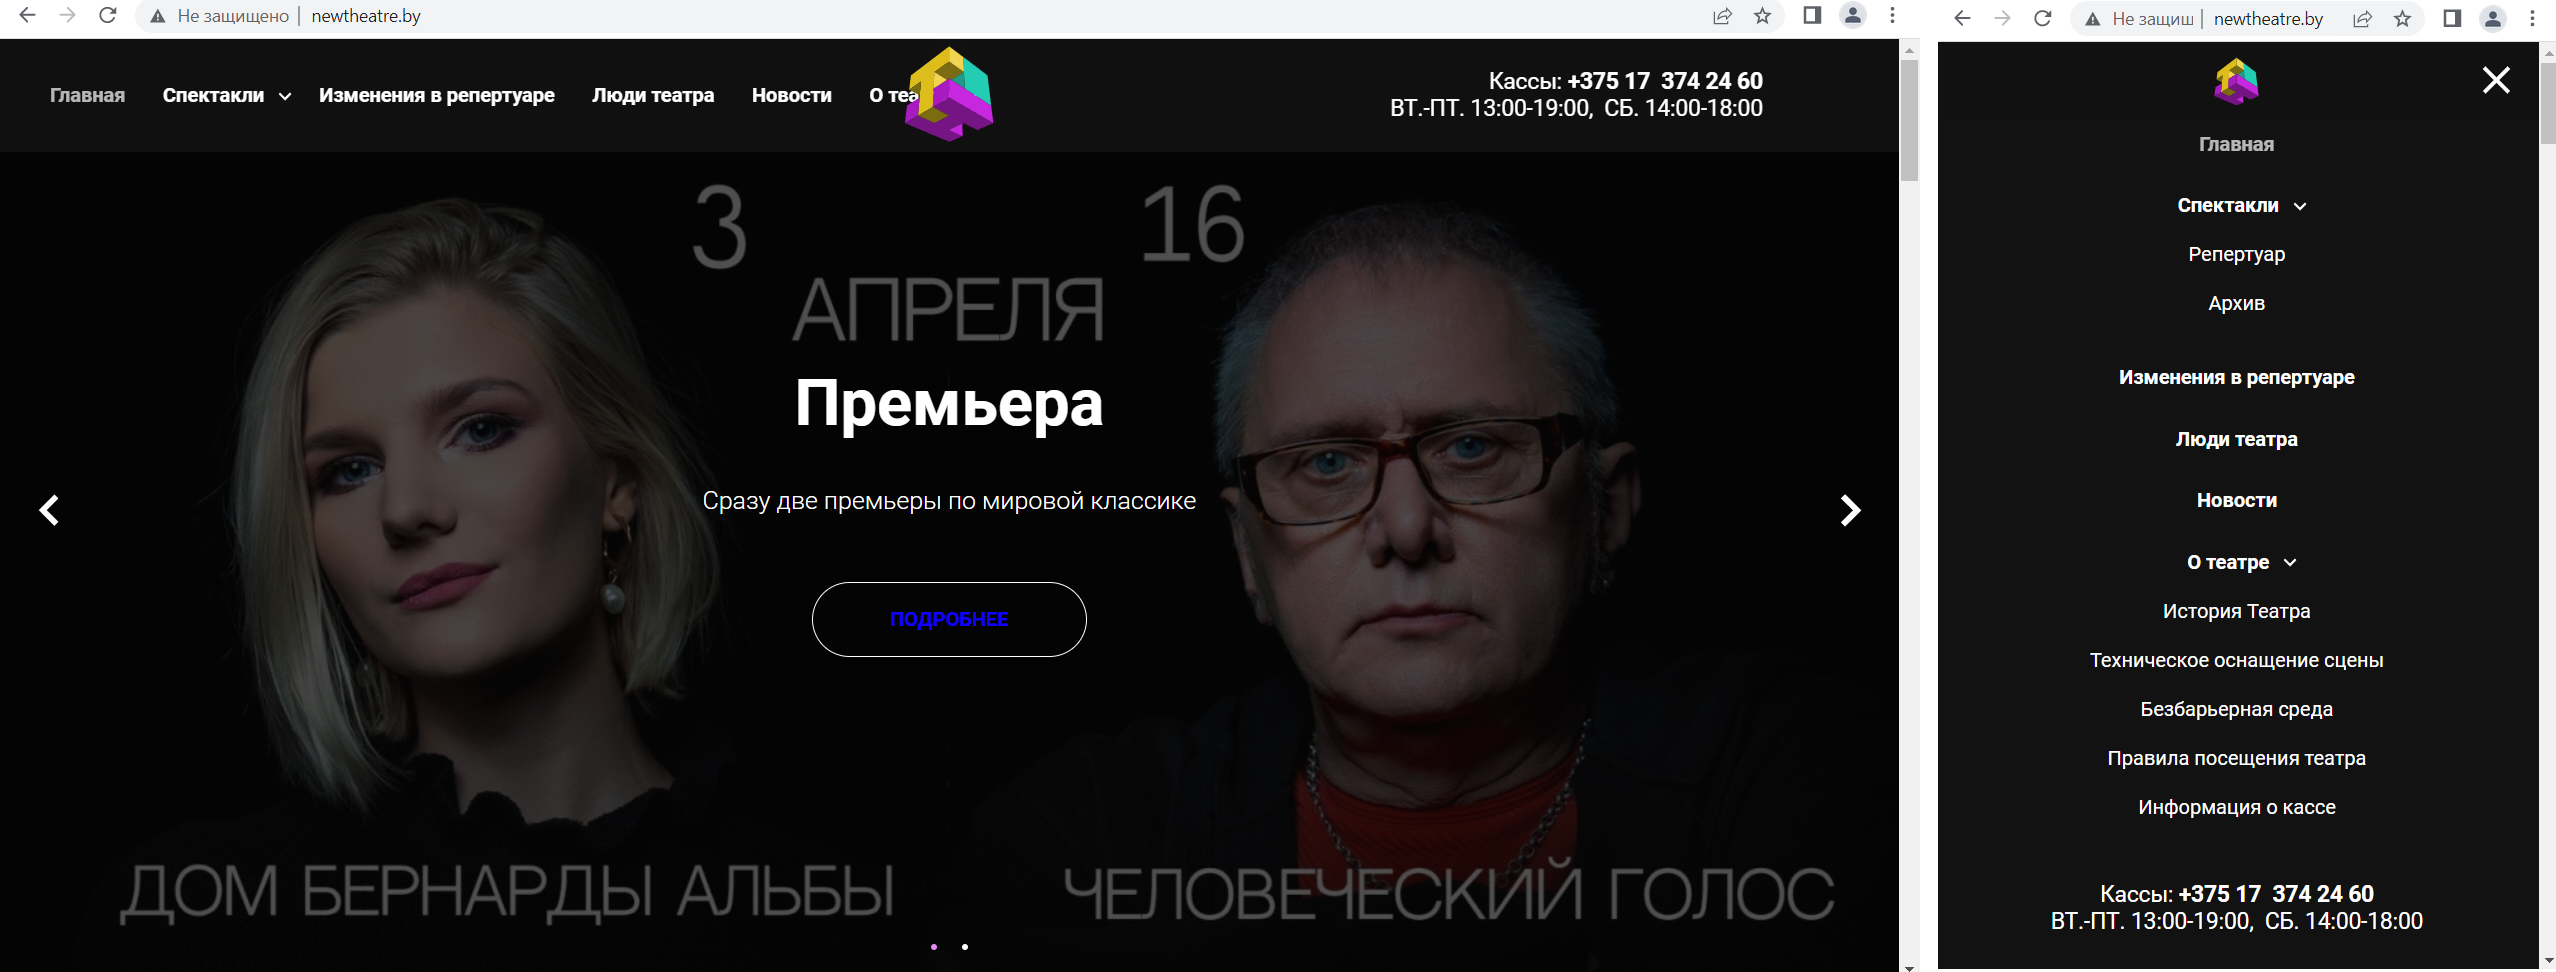 Не защищено | newtheatre.by
Главная Спектакли Изменения в репертуаре Люди театра Новости О теа
Кассы: +375 17 374 24 60
ВТ.-ПТ. 13:00-19:00, СБ. 14:00-18:00
3 16
АПРЕЛЯ
Премьера
Сразу две премьеры по мировой классике
ПОДРОБНЕЕ
ДОМ БЕРНАРДЫ АЛЬБЫ
ЧЕЛОВЕЧЕСКИЙ ГОЛОС
Не защищ | newtheatre.by
Главная
Спектакли
Репертуар
Архив
Изменения в репертуаре
Люди театра
Новости
О театре
История Театра
Техническое оснащение сцены
Безбарьерная среда
Правила посещения театра
Информация о кассе
Кассы: +375 17 374 24 60
ВТ.-ПТ. 13:00-19:00, СБ. 14:00-18:00